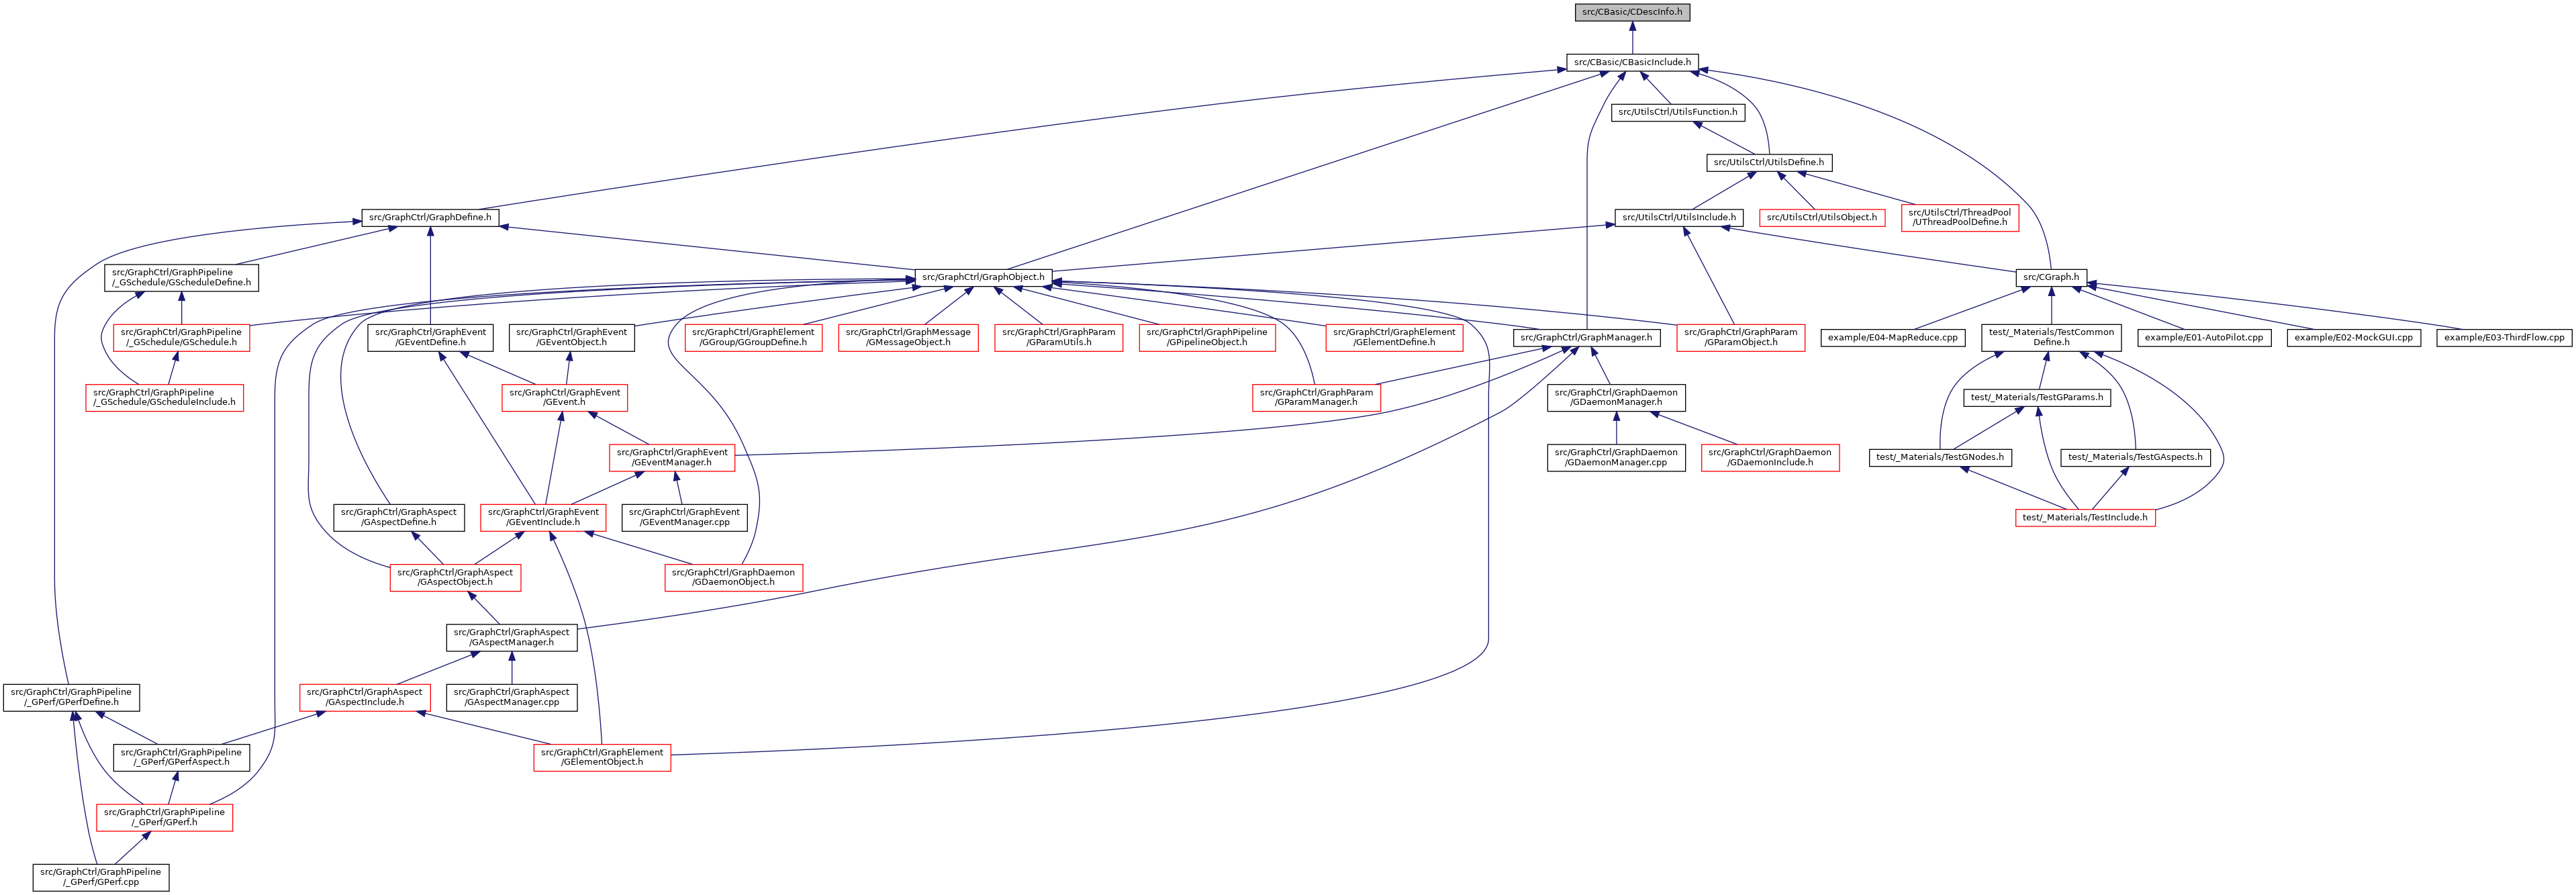 src/CBasic/CDescInfo.h
src/CBasic/CBasicInclude.h
src/UtilsCtrl/UtilsFunction.h
src/UtilsCtrl/UtilsDefine.h
src/GraphCtrl/GraphDefine.h
src/UtilsCtrl/UtilsInclude.h
src/UtilsCtrl/UtilsObject.h
src/UtilsCtrl/ThreadPool
/UThreadPoolDefine.h
src/GraphCtrl/GraphPipeline
/_GSchedule/GScheduleDefine.h
src/GraphCtrl/GraphObject.h
src/CGraph.h
src/GraphCtrl/GraphPipeline
/_GSchedule/GSchedule.h
src/GraphCtrl/GraphEvent
/GEventDefine.h
src/GraphCtrl/GraphEvent
/GEventObject.h
src/GraphCtrl/GraphElement
/GGroup/GGroupDefine.h
src/GraphCtrl/GraphMessage
/GMessageObject.h
src/GraphCtrl/GraphParam
/GParamUtils.h
src/GraphCtrl/GraphPipeline
/GPipelineObject.h
src/GraphCtrl/GraphElement
/GElementDefine.h
src/GraphCtrl/GraphManager.h
src/GraphCtrl/GraphParam
/GParamObject.h
example/E04-MapReduce.cpp
test/_Materials/TestCommon
Define.h
example/E01-AutoPilot.cpp
example/E02-MockGUI.cpp
example/E03-ThirdFlow.cpp
src/GraphCtrl/GraphPipeline
/_GSchedule/GScheduleInclude.h
src/GraphCtrl/GraphEvent
/GEvent.h
src/GraphCtrl/GraphParam
/GParamManager.h
src/GraphCtrl/GraphDaemon
/GDaemonManager.h
test/_Materials/TestGParams.h
src/GraphCtrl/GraphEvent
/GEventManager.h
src/GraphCtrl/GraphDaemon
/GDaemonManager.cpp
src/GraphCtrl/GraphDaemon
/GDaemonInclude.h
test/_Materials/TestGNodes.h
test/_Materials/TestGAspects.h
src/GraphCtrl/GraphAspect
/GAspectDefine.h
src/GraphCtrl/GraphEvent
/GEventInclude.h
src/GraphCtrl/GraphEvent
/GEventManager.cpp
test/_Materials/TestInclude.h
src/GraphCtrl/GraphAspect
/GAspectObject.h
src/GraphCtrl/GraphDaemon
/GDaemonObject.h
src/GraphCtrl/GraphAspect
/GAspectManager.h
src/GraphCtrl/GraphPipeline
/_GPerf/GPerfDefine.h
src/GraphCtrl/GraphAspect
/GAspectInclude.h
src/GraphCtrl/GraphAspect
/GAspectManager.cpp
src/GraphCtrl/GraphPipeline
/_GPerf/GPerfAspect.h
src/GraphCtrl/GraphElement
/GElementObject.h
src/GraphCtrl/GraphPipeline
/_GPerf/GPerf.h
src/GraphCtrl/GraphPipeline
/_GPerf/GPerf.cpp